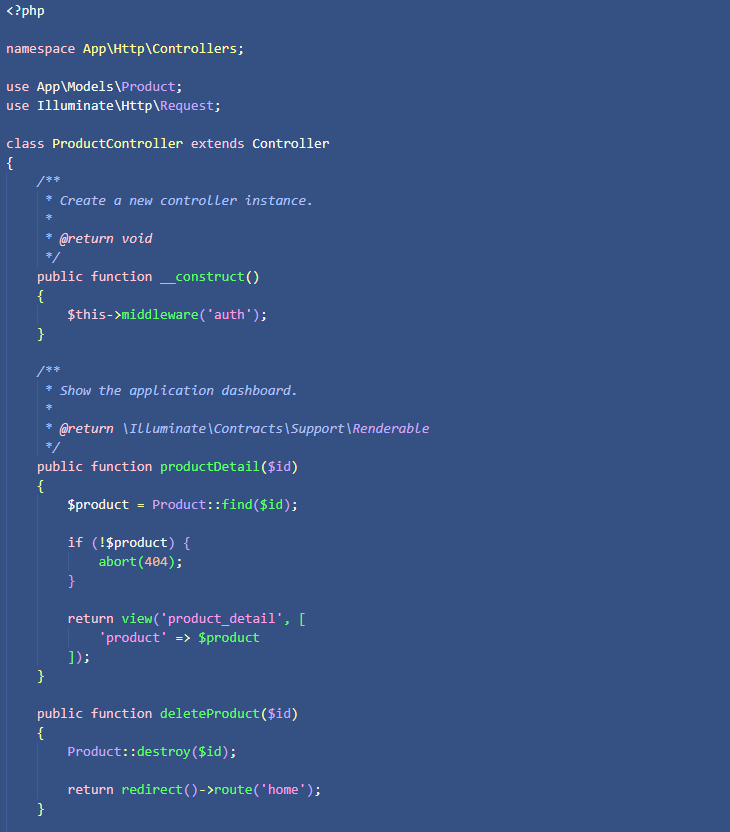 <?php
namespace App\Http\Controllers;
use App\Models\Product;
use Illuminate\Http\Request;
class ProductController extends Controller
{
/**
* Create a new controller instance.
*
* @return void
*/
public function __construct()
{
$this->middleware('auth');
}
/**
* Show the application dashboard.
*
* @return \Illuminate\Contracts\Support\Renderable
*/
public function productDetail($id)
{
$product = Product::find($id);
if (!$product) {
abort(404);
}
return view('product_detail', [
'product' => $product
]);
}
public function deleteProduct($id)
{
Product::destroy($id);
return redirect()->route('home');
}